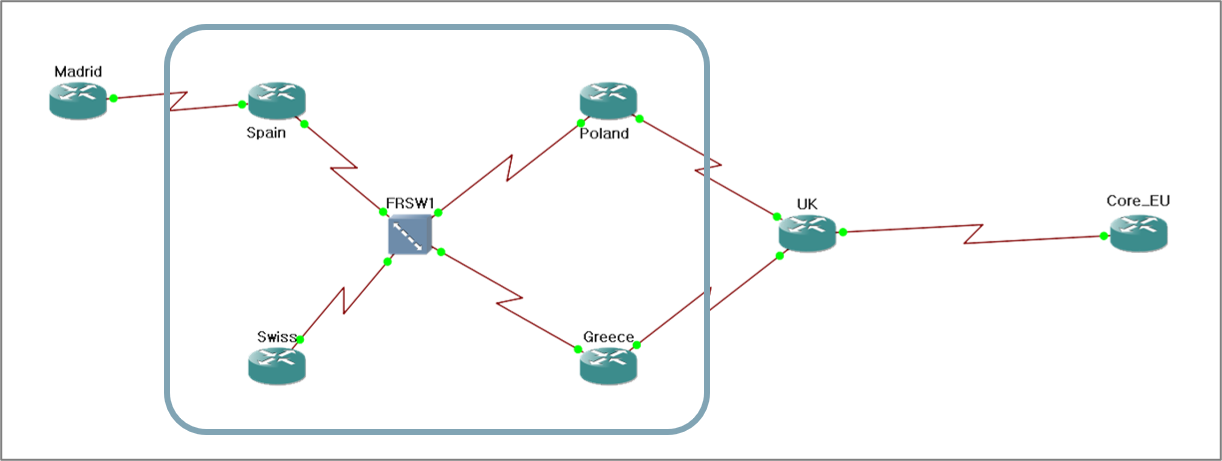 Madrid
Spain
Poland
FRSW1
UK
Core_EU
Swiss
Greece